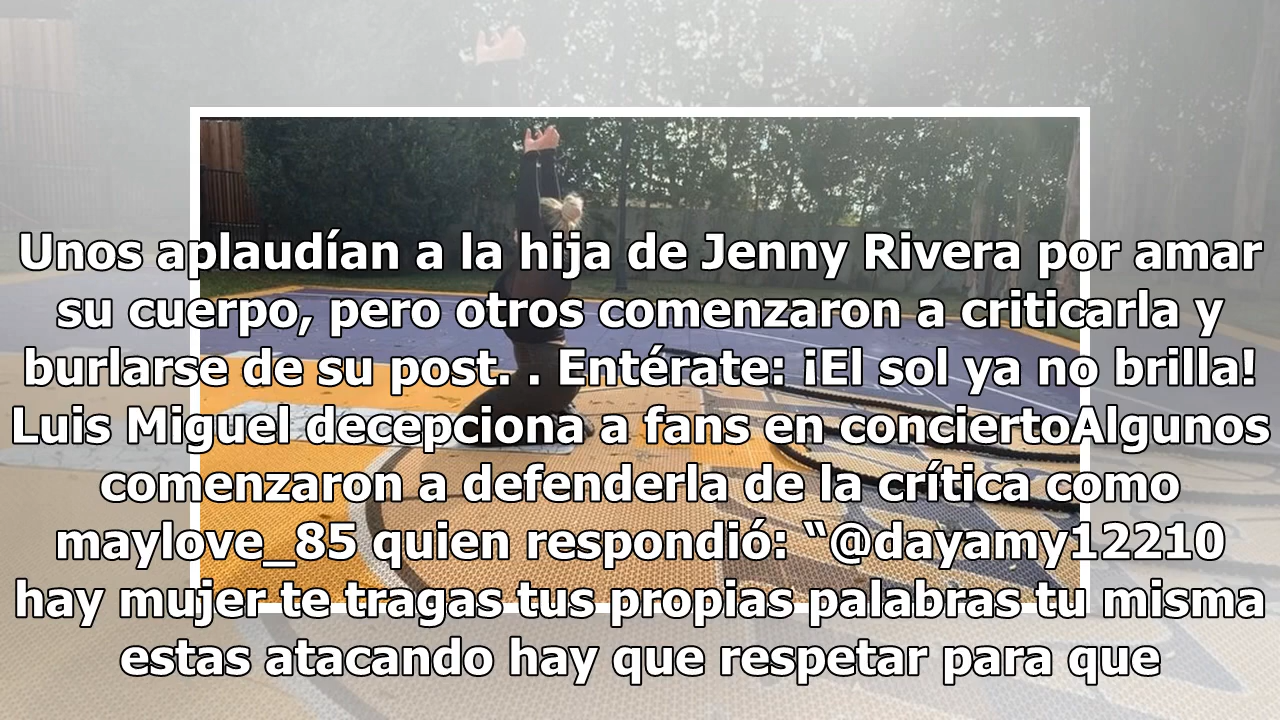 Unos aplaudían a la hija de Jenny Rivera por amar
su cuerpo, pero otros comenzaron a criticarla y
burlarse de su post. . Entérate: ¡El sol ya no brilla!
Luis Miguel decepciona a fans en conciertoAlgunos
comenzaron a defenderla de la crítica como
maylove_85 quien respondió: “@dayamy12210
hay mujer te tragas tus propias palabras tu misma
estas atacando hay que respetar para que